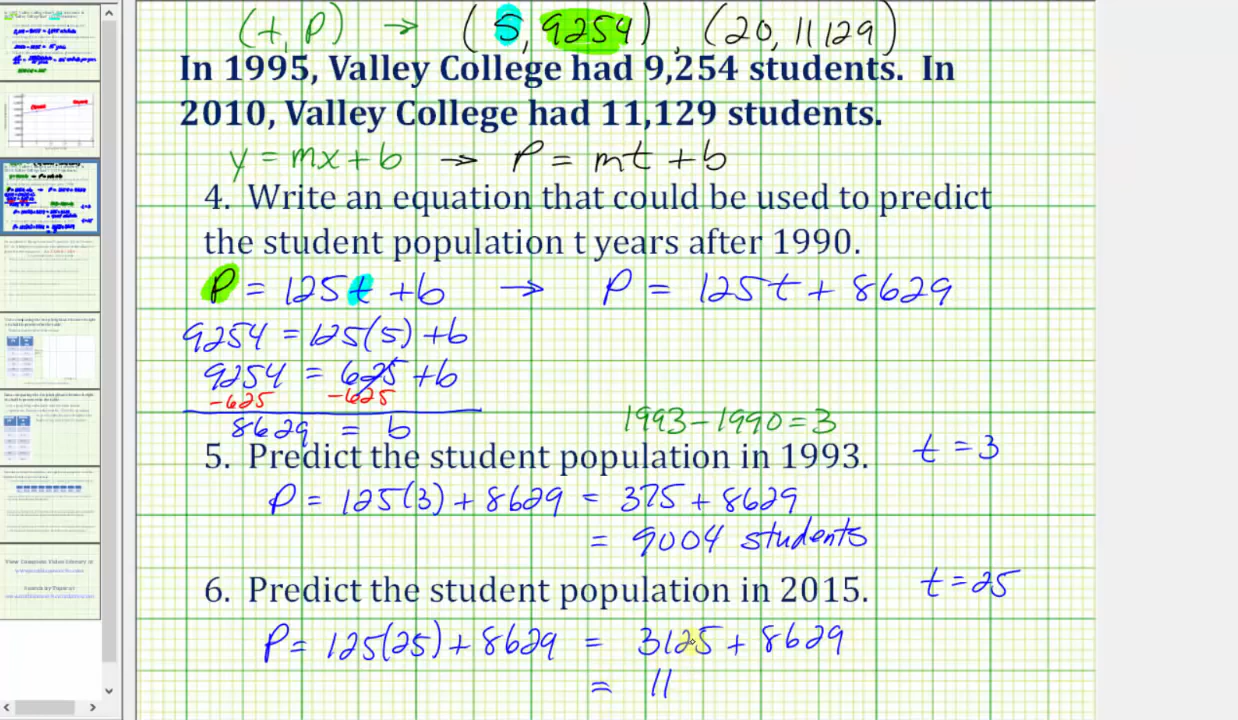 (t, P) → (5, 9254), (20, 11129)
In 1995, Valley College had 9,254 students. In
2010, Valley College had 11,129 students.
y = mx + b → P = mt + b
4. Write an equation that could be used to predict
the student population t years after 1990.
P = 125t + b → P = 125t + 8629
9254 = 125(5) + b
9254 = 625 + b
-625 -625
8629 = b
1993 - 1990 = 3
5. Predict the student population in 1993. t = 3
P = 125(3) + 8629 = 375 + 8629
= 9004 students
6. Predict the student population in 2015. t = 25
P = 125(25) + 8629 = 3125 + 8629
= 11